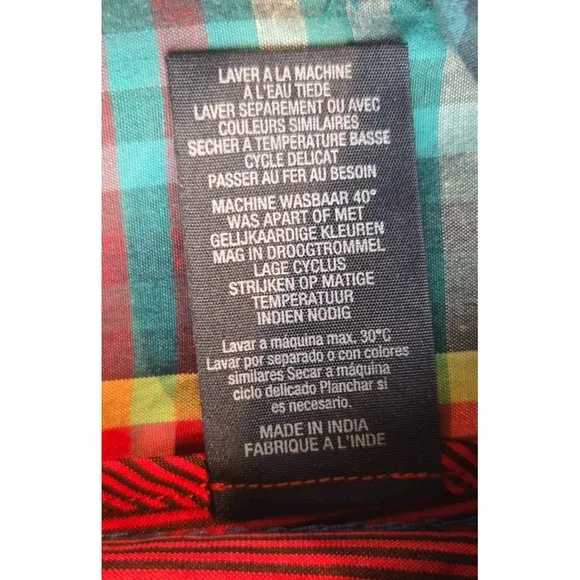 LAVER A LA MACHINE
A L'EAU TIEDE
LAVER SEPAREMENT OU AVEC
COULEURS SIMILAIRES
SECHER A TEMPERATURE BASSE
CYCLE DELICAT
PASSER AU FER AU BESOIN
MACHINE WASBAAR 40°
WAS APART OF MET
GELIJKAARDIGE KLEUREN
MAG IN DROOGTROMMEL
LAGE CYCLUS
STRIJKEN OP MATIGE
TEMPERATUUR
INDIEN NODIG
Lavar a máquina max. 30°C
Lavar por separado o con colores
similares Secar a máquina
ciclo delicado Planchar si
es necesario.
MADE IN INDIA
FABRIQUE A L'INDE